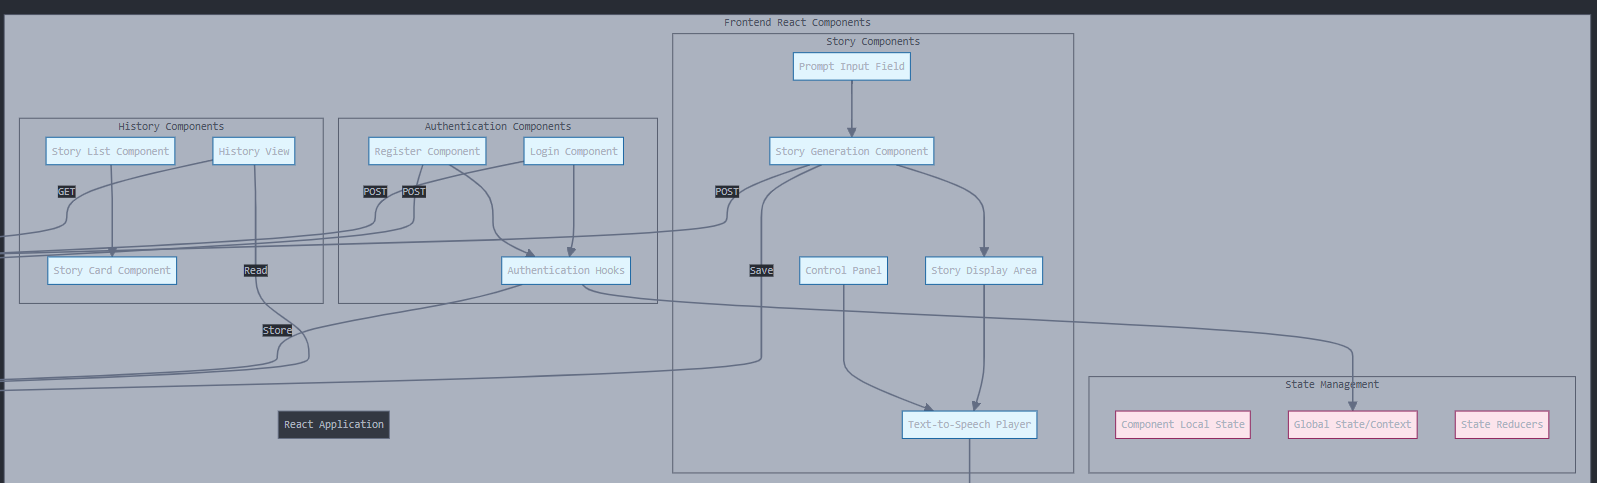 Frontend React Components
Story Components
Prompt Input Field
History Components
Authentication Components
Story List Component
History View
Register Component
Login Component
Story Generation Component
GET
POST
POST
POST
Story Card Component
Read
Authentication Hooks
Save
Control Panel
Story Display Area
Store
State Management
React Application
Text-to-Speech Player
Component Local State
Global State/Context
State Reducers